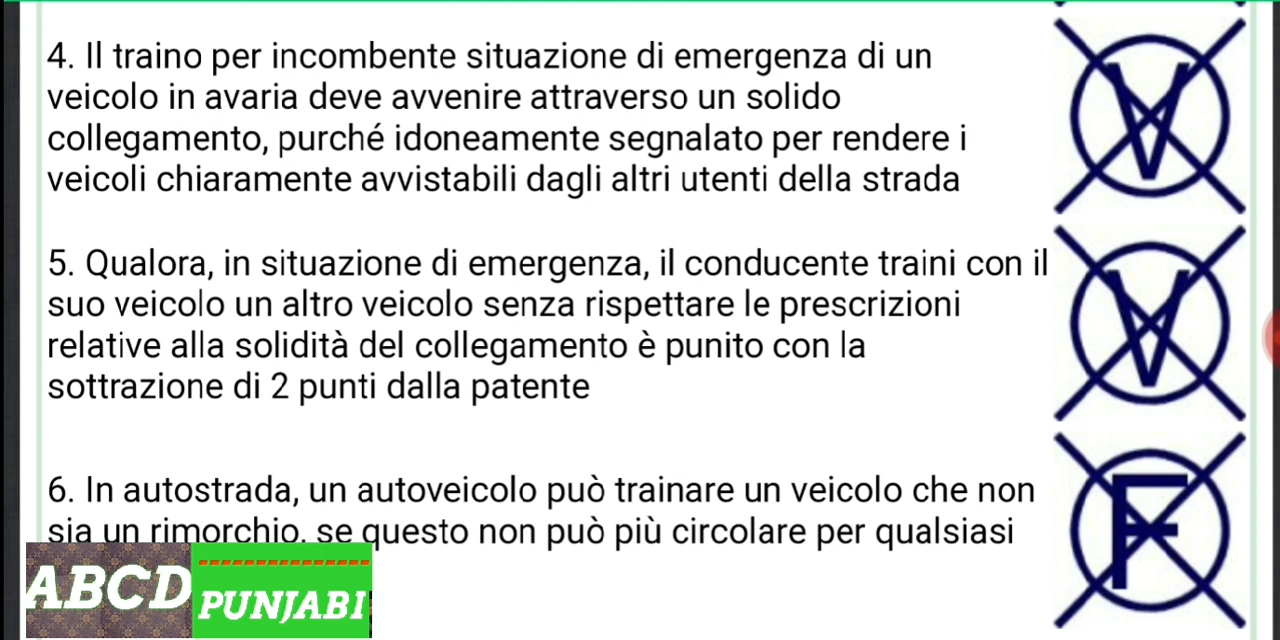 4. Il traino per incombente situazione di emergenza di un
veicolo in avaria deve avvenire attraverso un solido
collegamento, purché idoneamente segnalato per rendere i
veicoli chiaramente avvistabili dagli altri utenti della strada
V
5. Qualora, in situazione di emergenza, il conducente traini con il
suo veicolo un altro veicolo senza rispettare le prescrizioni
relative alla solidità del collegamento è punito con la
sottrazione di 2 punti dalla patente
V
6. In autostrada, un autoveicolo può trainare un veicolo che non
sia un rimorchio, se questo non può più circolare per qualsiasi
F
ABCD PUNJABI